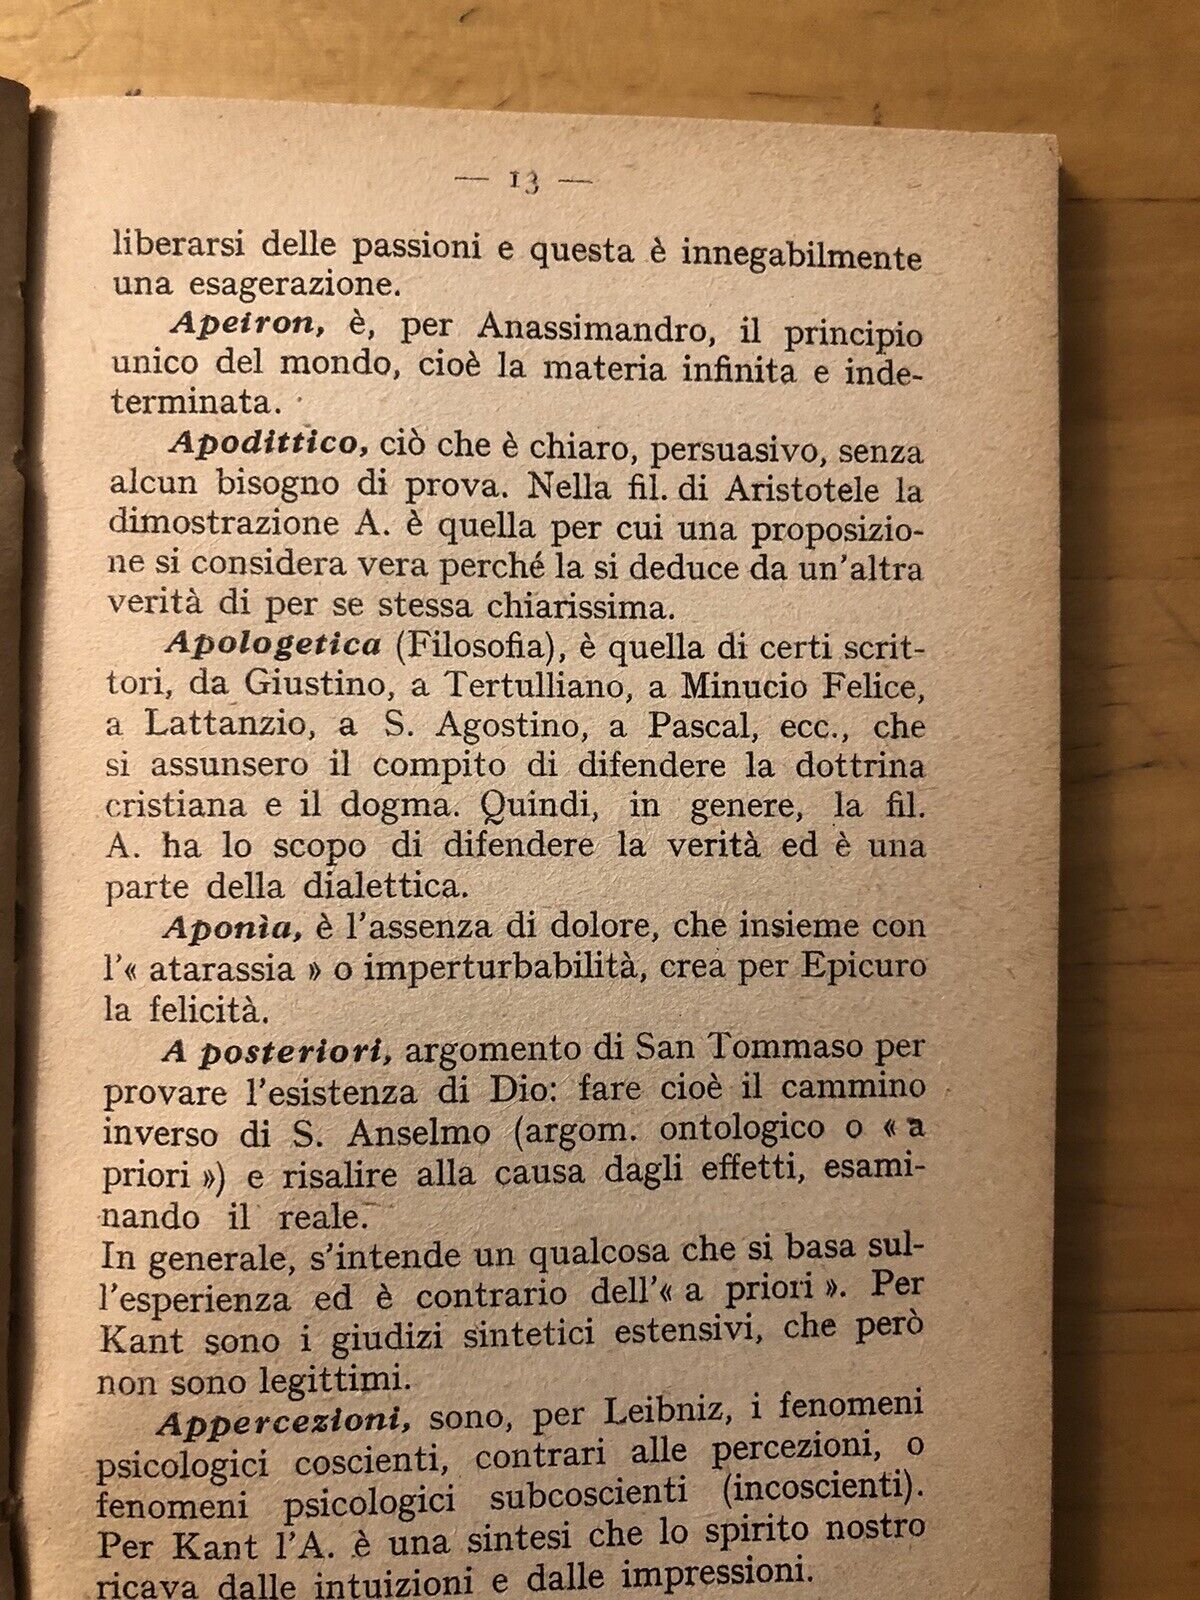 — 13 —
liberarsi delle passioni e questa è innegabilmente
una esagerazione.
Apeiron, è, per Anassimandro, il principio
unico del mondo, cioè la materia infinita e inde-
terminata.
Apodittico, ciò che è chiaro, persuasivo, senza
alcun bisogno di prova. Nella fil. di Aristotele la
dimostrazione A. è quella per cui una proposizio-
ne si considera vera perché la si deduce da un'altra
verità di per se stessa chiarissima.
Apologetica (Filosofia), è quella di certi scrit-
tori, da Giustino, a Tertulliano, a Minucio Felice,
a Lattanzio, a S. Agostino, a Pascal, ecc., che
si assunsero il compito di difendere la dottrina
cristiana e il dogma. Quindi, in genere, la fil.
A. ha lo scopo di difendere la verità ed è una
parte della dialettica.
Aponìa, è l'assenza di dolore, che insieme con
l'« atarassia » o imperturbabilità, crea per Epicuro
la felicità.
A posteriori, argomento di San Tommaso per
provare l'esistenza di Dio: fare cioè il cammino
inverso di S. Anselmo (argom. ontologico o « a
priori ») e risalire alla causa dagli effetti, esami-
nando il reale.
In generale, s'intende un qualcosa che si basa sul-
l'esperienza ed è contrario dell'« a priori ». Per
Kant sono i giudizi sintetici estensivi, che però
non sono legittimi.
Appercezioni, sono, per Leibniz, i fenomeni
psicologici coscienti, contrari alle percezioni, o
fenomeni psicologici subcoscienti (incoscienti).
Per Kant l'A. è una sintesi che lo spirito nostro
ricava dalle intuizioni e dalle impressioni.